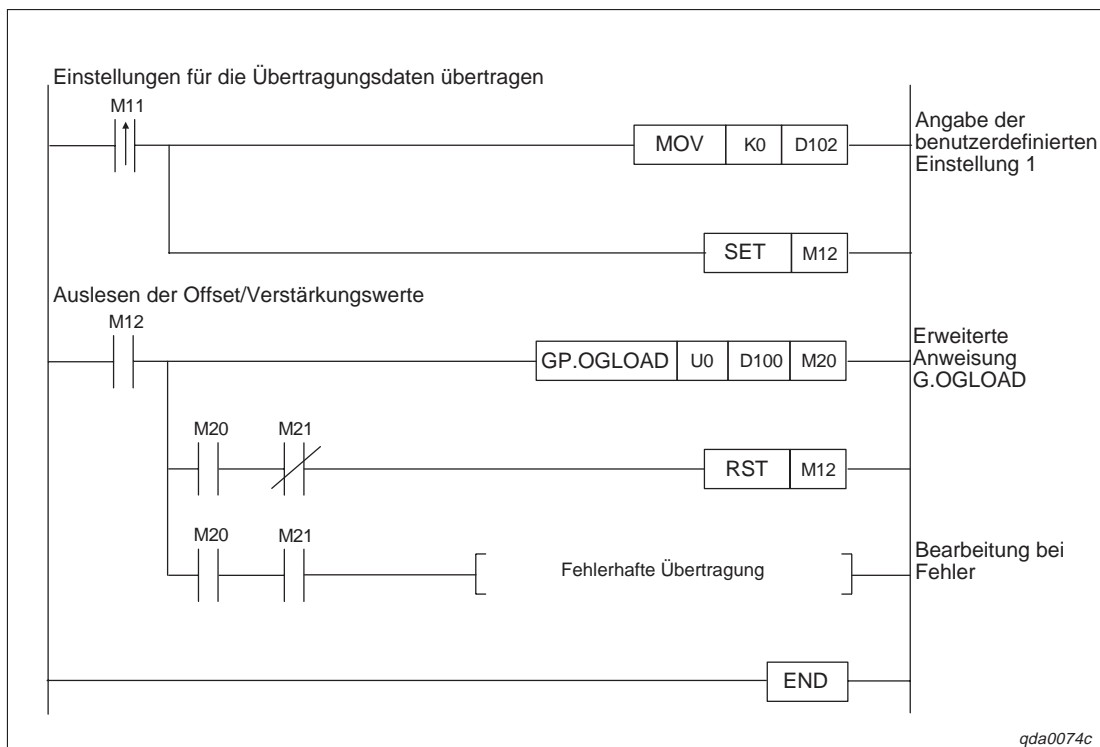 Einstellungen für die Übertragungsdaten übertragen
M11
MOV K0 D102
Angabe der
benutzerdefinierten
Einstellung 1
SET M12
Auslesen der Offset/Verstärkungswerte
M12
GP.OGLOAD U0 D100 M20
Erweiterte
Anweisung
G.OGLOAD
M20 M21
RST M12
M20 M21
Fehlerhafte Übertragung
Bearbeitung bei
Fehler
END
qda0074c